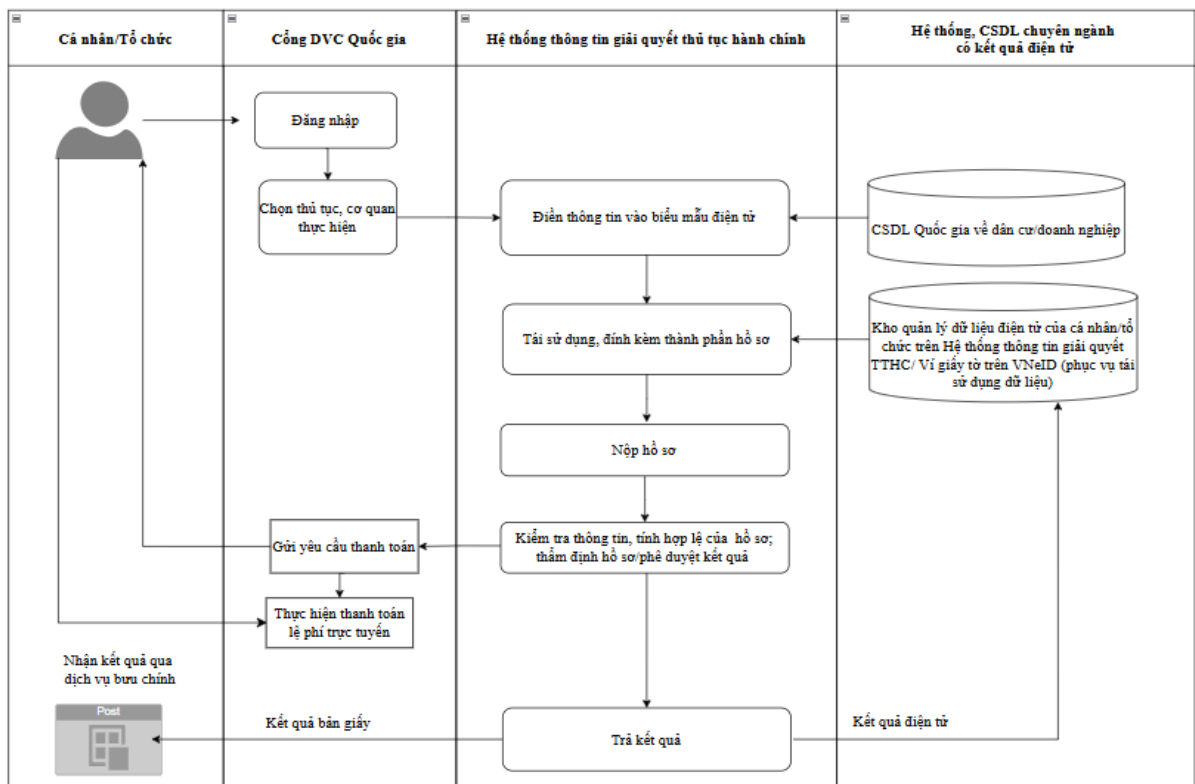 Cá nhân/Tổ chức
Cổng DVC Quốc gia
Hệ thống thông tin giải quyết thủ tục hành chính
Hệ thống, CSDL chuyên ngành
có kết quả điện tử
Đăng nhập
Chọn thủ tục, cơ quan
thực hiện
Điền thông tin vào biểu mẫu điện tử
CSDL Quốc gia về dân cư/doanh nghiệp
Tái sử dụng, đính kèm thành phần hồ sơ
Kho quản lý dữ liệu điện tử của cá nhân/tổ
chức trên Hệ thống thông tin giải quyết
TTHC/ Ví giấy tờ trên VNeID (phục vụ tái
sử dụng dữ liệu)
Nộp hồ sơ
Kiểm tra thông tin, tính hợp lệ của hồ sơ;
thẩm định hồ sơ/phê duyệt kết quả
Gửi yêu cầu thanh toán
Thực hiện thanh toán
lệ phí trực tuyến
Nhận kết quả qua
dịch vụ bưu chính
Post
Kết quả bản giấy
Trả kết quả
Kết quả điện tử